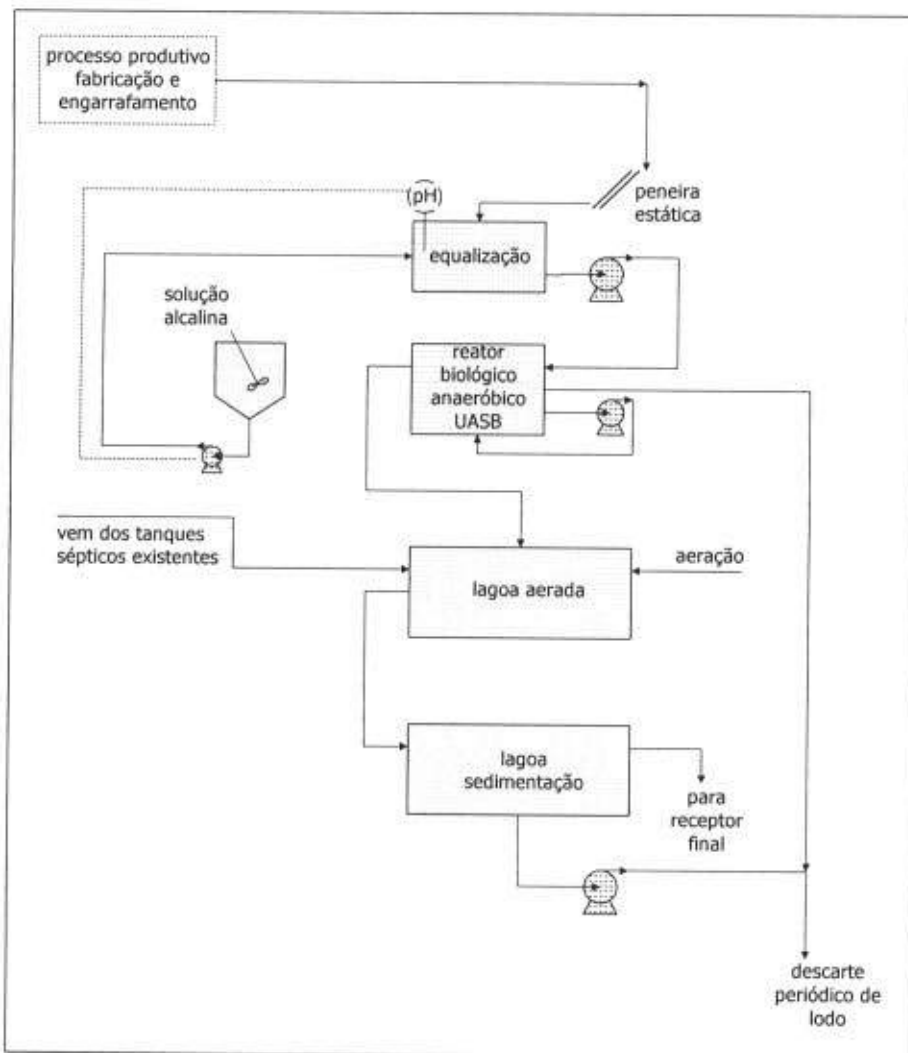 processo produtivo
fabricação e
engarrafamento
(pH)
peneira
estática
equalização
solução
alcalina
reator
biológico
anaeróbico
UASB
vem dos tanques
sépticos existentes
aeração
lagoa aerada
lagoa
sedimentação
para
receptor
final
descarte
periódico de
lodo